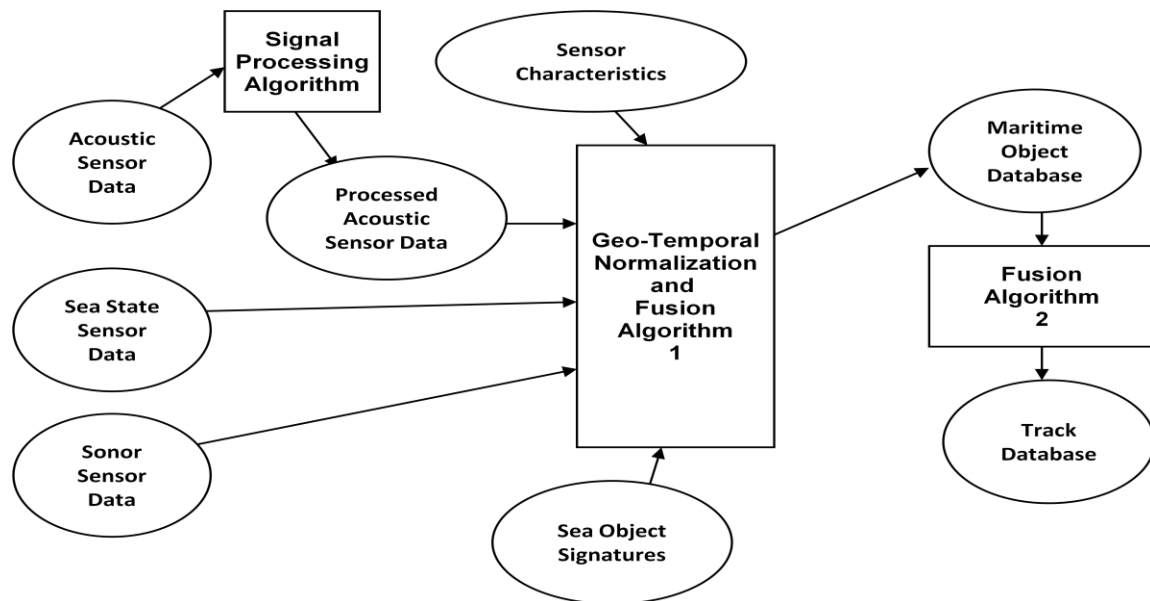 Signal
Processing
Algorithm
Sensor
Characteristics
Acoustic
Sensor
Data
Processed
Acoustic
Sensor Data
Maritime
Object
Database
Geo-Temporal
Normalization
and
Fusion
Algorithm
1
Fusion
Algorithm
2
Sea State
Sensor
Data
Sonor
Sensor
Data
Track
Database
Sea Object
Signatures